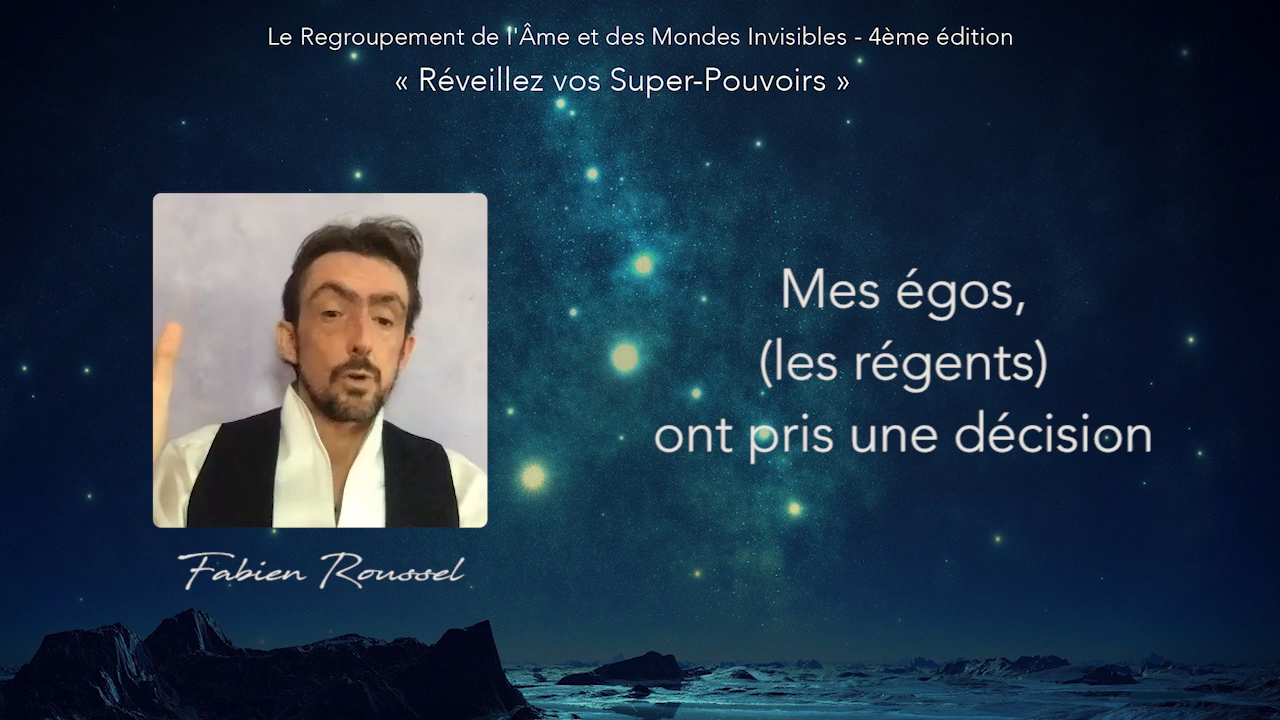 Le Regroupement de l'Âme et des Mondes Invisibles - 4ème édition
« Réveillez vos Super-Pouvoirs »
Mes égos,
(les régents)
ont pris une décision
Fabien Roussel